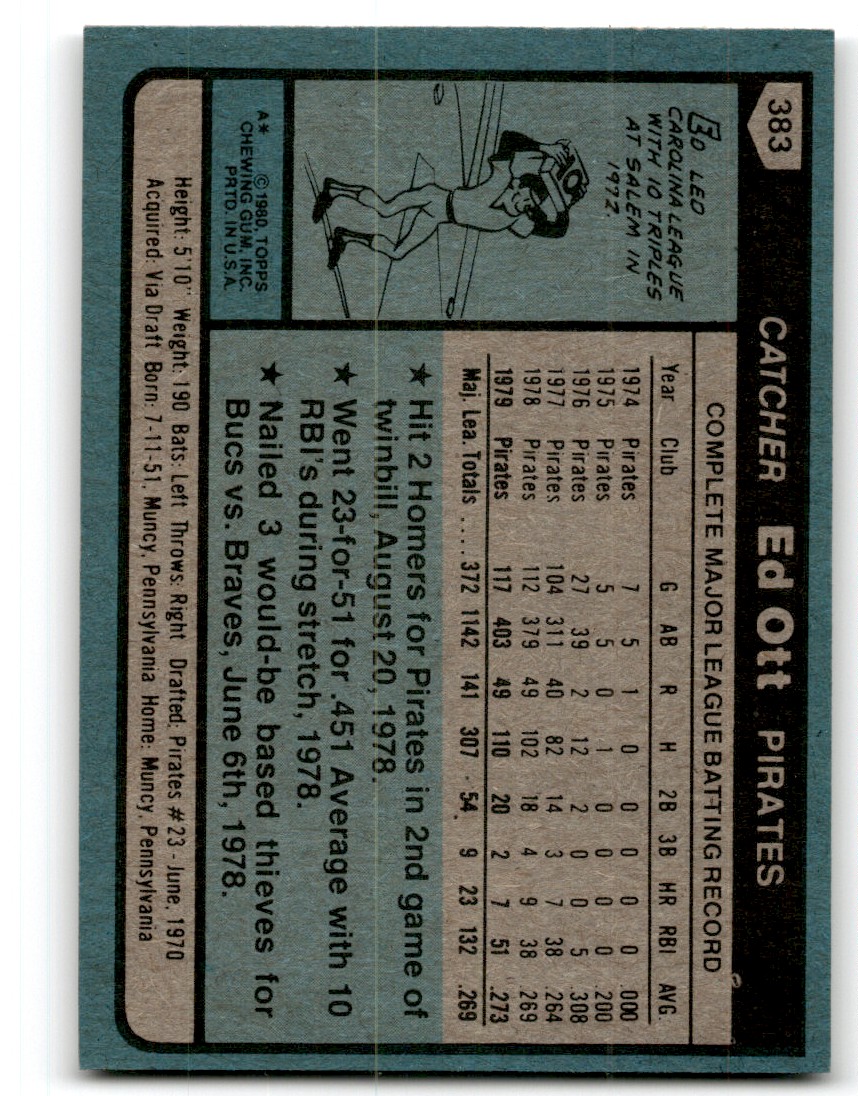 383
CATCHER Ed Ott PIRATES
ED LED
CAROLINA LEAGUE
WITH 10 TRIPLES
AT SALEM IN
1972.
A* ©1980, TOPPS
CHEWING GUM, INC.
PRTD. IN U.S.A.
COMPLETE MAJOR LEAGUE BATTING RECORD
Year Club G AB R H 2B 3B HR RBI AVG.
1974 Pirates 7 5 1 0 0 0 0 0 .000
1975 Pirates 5 5 0 1 0 0 0 0 .200
1976 Pirates 27 39 2 12 2 0 0 5 .308
1977 Pirates 104 311 40 82 14 3 7 38 .264
1978 Pirates 112 379 49 102 18 4 9 38 .269
1979 Pirates 117 403 49 110 20 2 7 51 .273
Maj. Lea. Totals .... 372 1142 141 307 54 9 23 132 .269
★ Hit 2 Homers for Pirates in 2nd game of
twinbill, August 20, 1978.
★ Went 23-for-51 for .451 Average with 10
RBI's during stretch, 1978.
★ Nailed 3 would-be based thieves for
Bucs vs. Braves, June 6th, 1978.
Height: 5'10" Weight: 190 Bats: Left Throws: Right Drafted: Pirates #23 - June, 1970
Acquired: Via Draft Born: 7-11-51, Muncy, Pennsylvania Home: Muncy, Pennsylvania